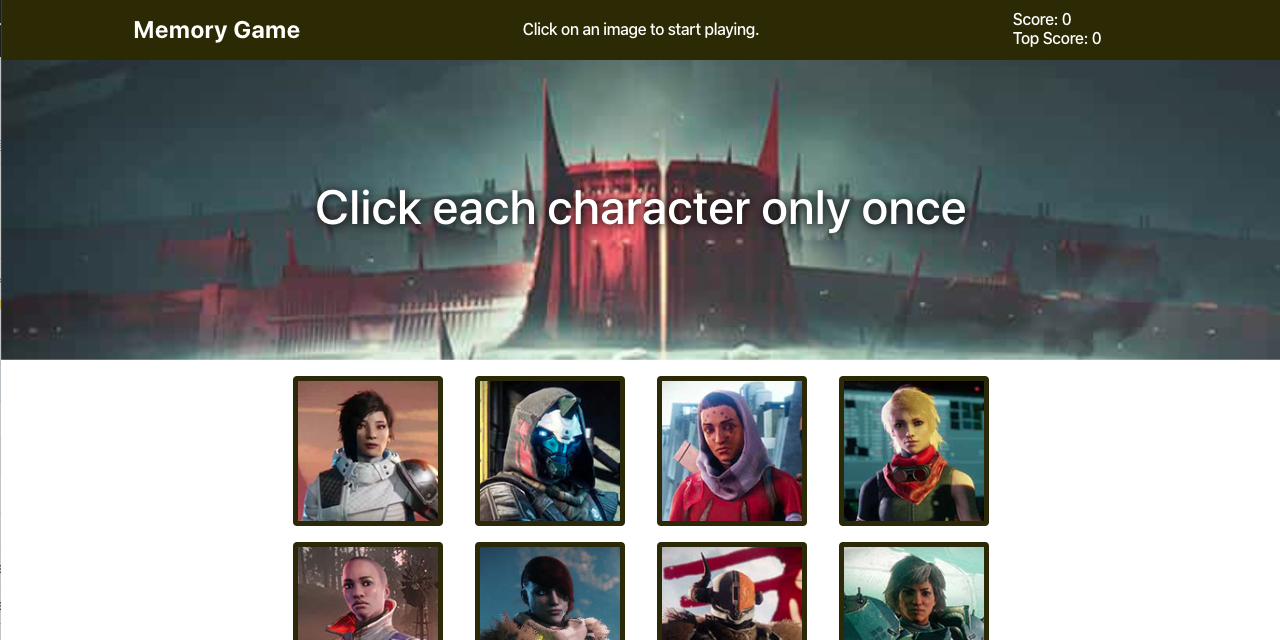 Memory Game
Click on an image to start playing.
Score: 0
Top Score: 0
Click each character only once